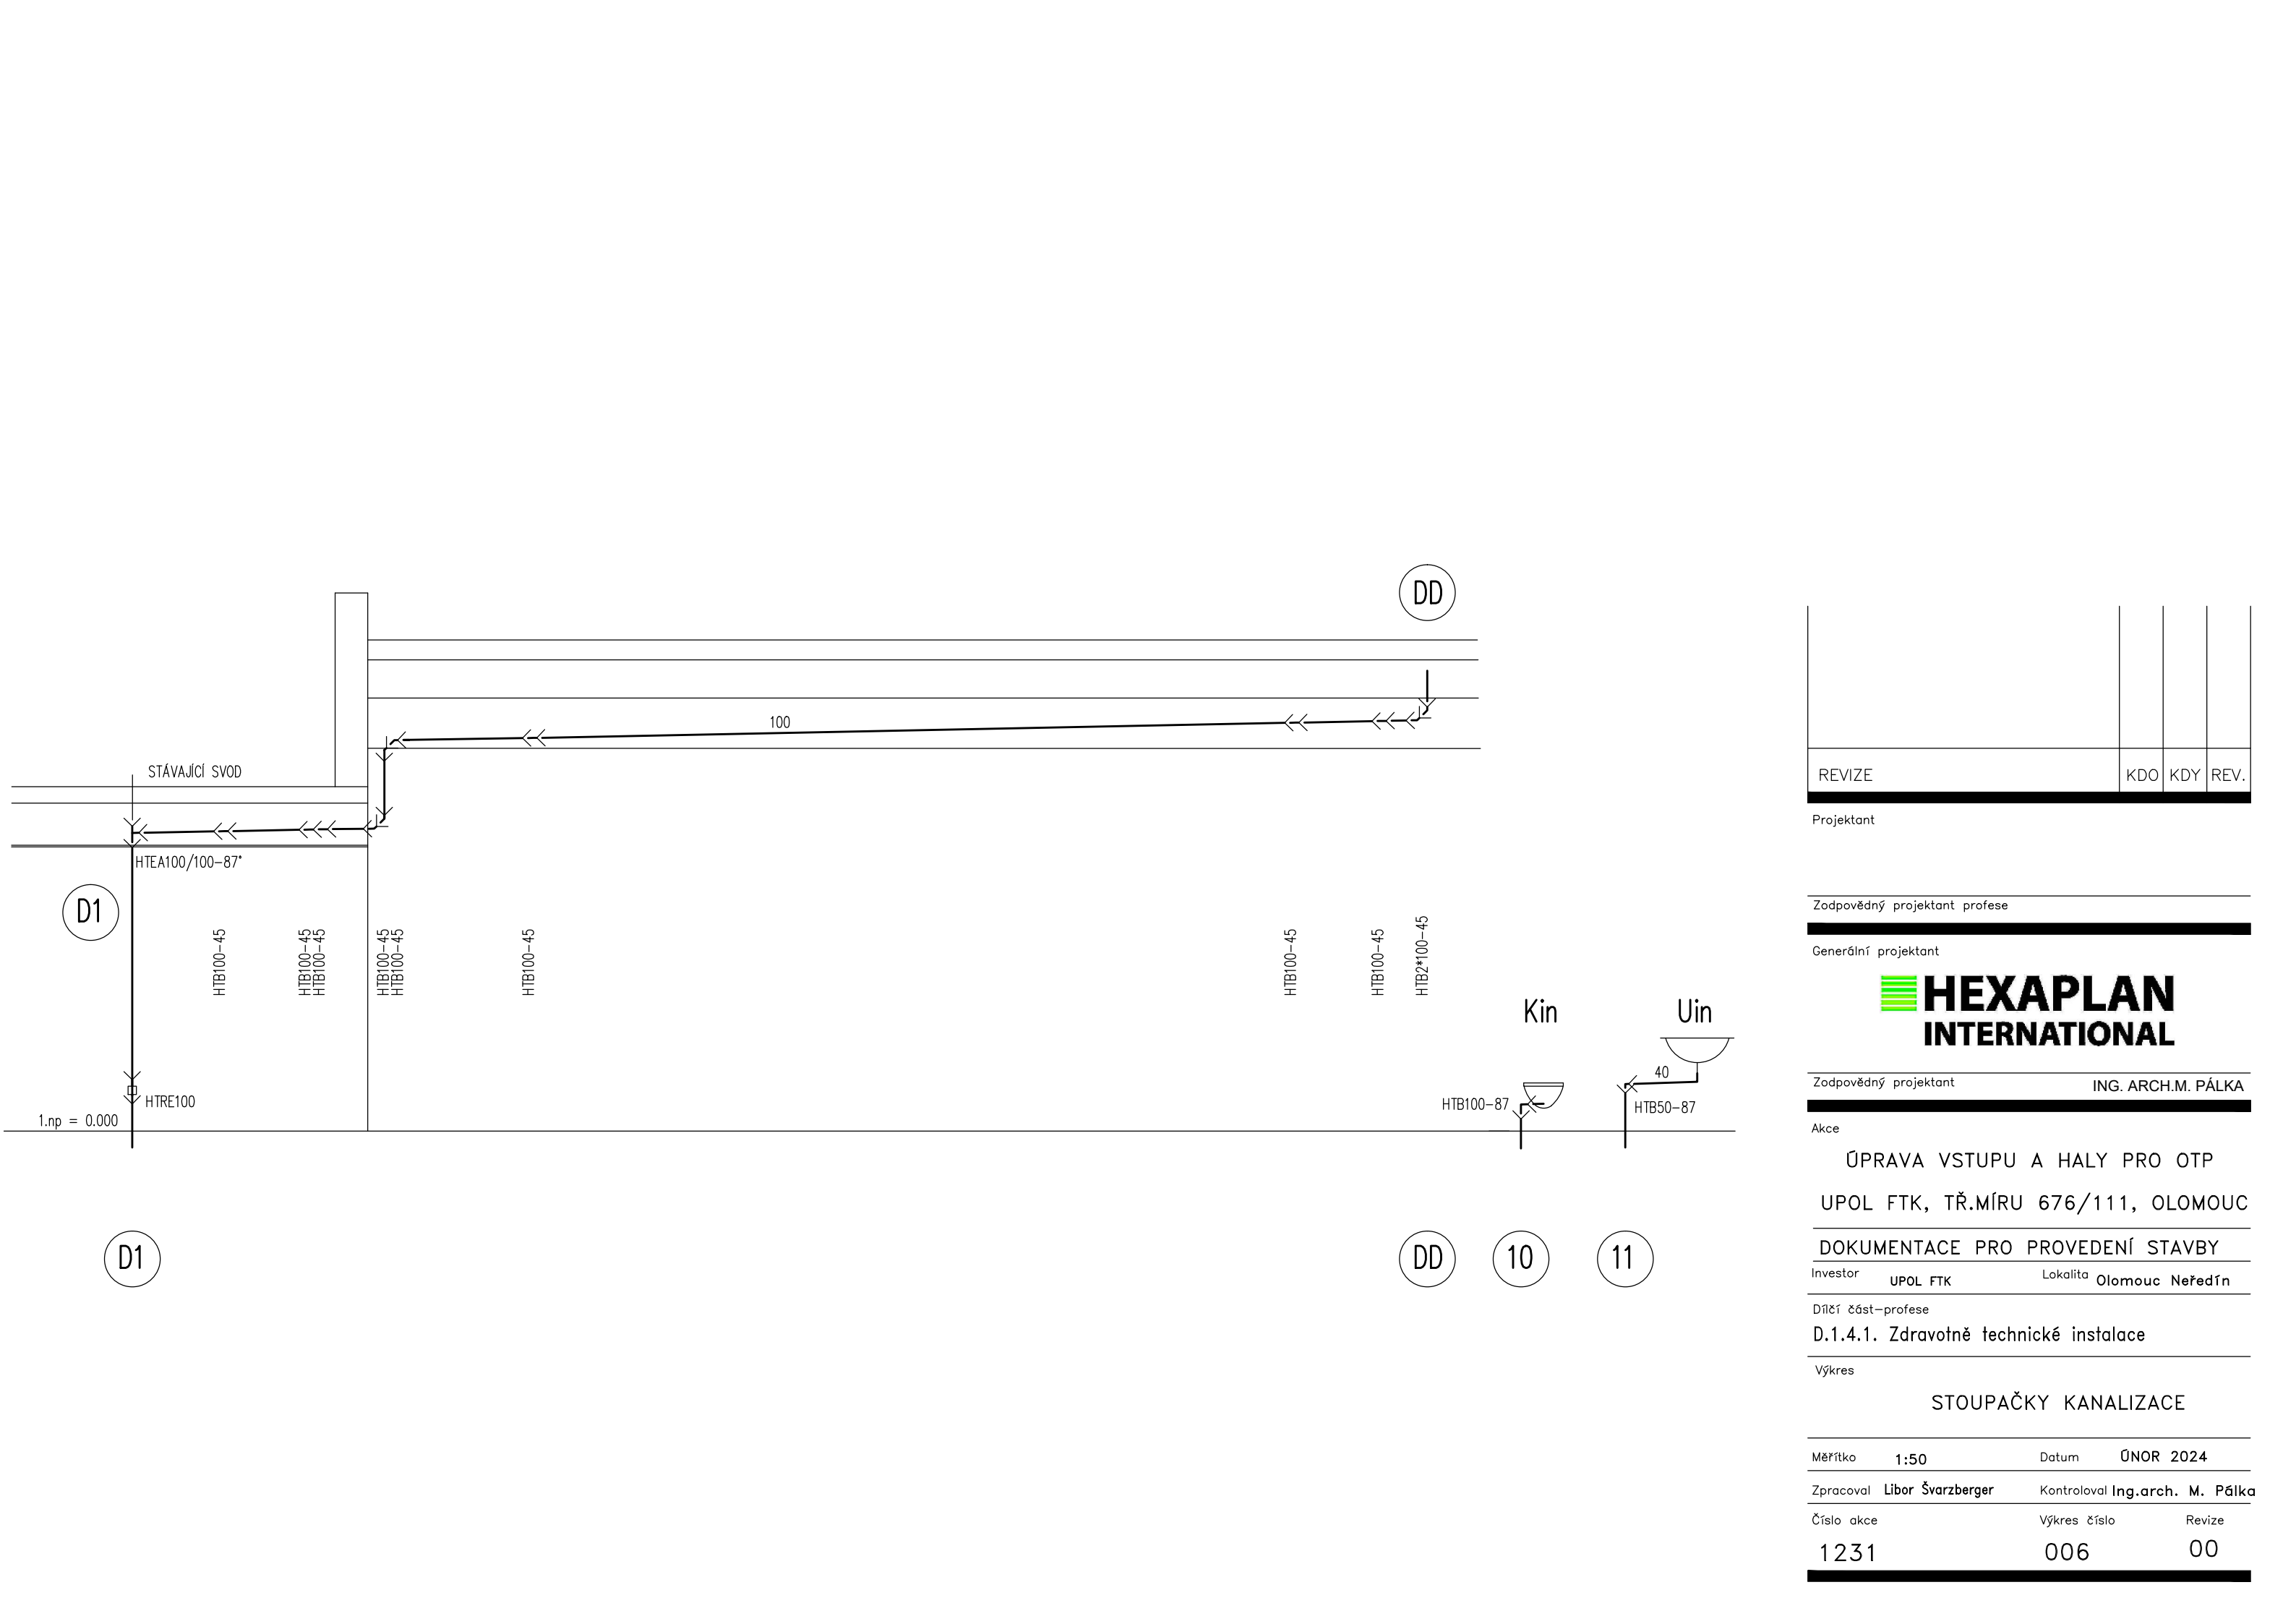 DD
100
STÁVAJÍCÍ SVOD
HTEA100/100-87*
D1
HTB100-45
HTB100-45
HTB100-45
HTB100-45
HTB100-45
HTB100-45
HTB100-45
HTB100-45
HTB2*100-45
Kin
Uin
40
HTRE100
HTB100-87
HTB50-87
1.np = 0.000
D1
DD
10
11
REVIZE KDO KDY REV.
Projektant
Zodpovědný projektant profese
Generální projektant
HEXAPLAN
INTERNATIONAL
Zodpovědný projektant ING. ARCH.M. PÁLKA
Akce
ÚPRAVA VSTUPU A HALY PRO OTP
UPOL FTK, TŘ.MÍRU 676/111, OLOMOUC
DOKUMENTACE PRO PROVEDENÍ STAVBY
Investor UPOL FTK Lokalita Olomouc Neředín
Dílčí část-profese
D.1.4.1. Zdravotně technické instalace
Výkres
STOUPAČKY KANALIZACE
Měřítko 1:50 Datum ÚNOR 2024
Zpracoval Libor Švarzberger Kontroloval Ing.arch. M. Pálka
Číslo akce Výkres číslo Revize
1231 006 00